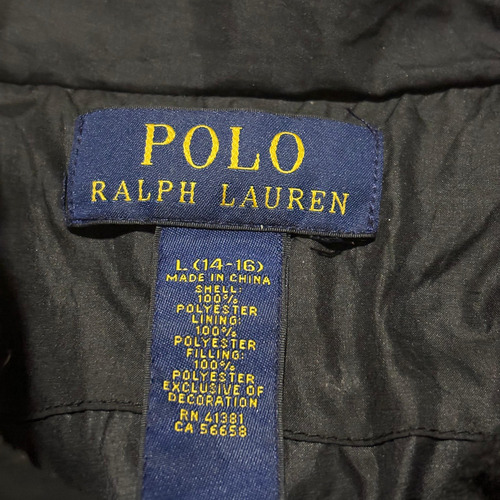 POLO
RALPH LAUREN
L (14-16)
MADE IN CHINA
SHELL:
100%
POLYESTER
LINING:
100%
POLYESTER
FILLING:
100%
POLYESTER
EXCLUSIVE OF
DECORATION
RN 41381
CA 56658